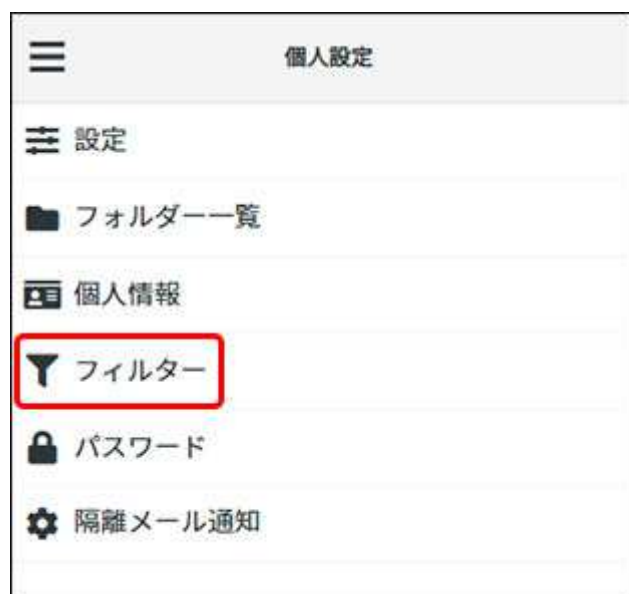 個人設定
設定
フォルダー一覧
個人情報
フィルター
パスワード
隔離メール通知